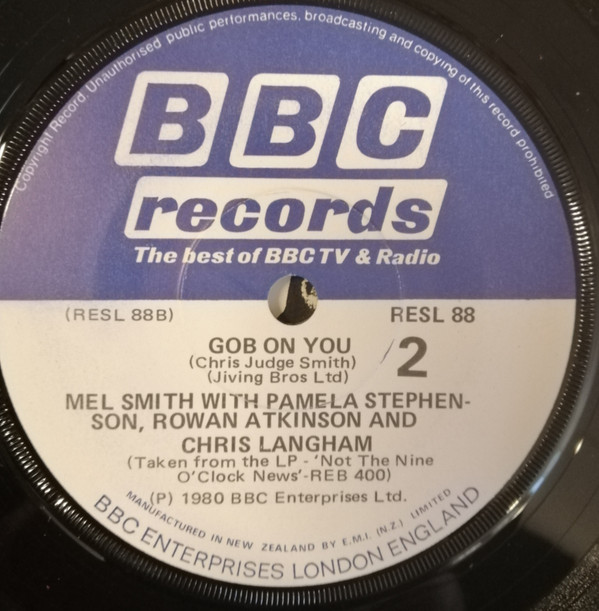 Copyright Record. Unauthorised public performances, broadcasting and copying of this record prohibited
BBC
records
The best of BBC TV & Radio
(RESL 88B)
RESL 88
GOB ON YOU
(Chris Judge Smith)
(Jiving Bros Ltd)
2
MEL SMITH WITH PAMELA STEPHEN-
SON, ROWAN ATKINSON AND
CHRIS LANGHAM
(Taken from the LP - 'Not The Nine
O'Clock News'-REB 400)
(P) 1980 BBC Enterprises Ltd.
MANUFACTURED IN NEW ZEALAND BY E.M.I. (N.Z.) LIMITED
BBC ENTERPRISES LONDON ENGLAND